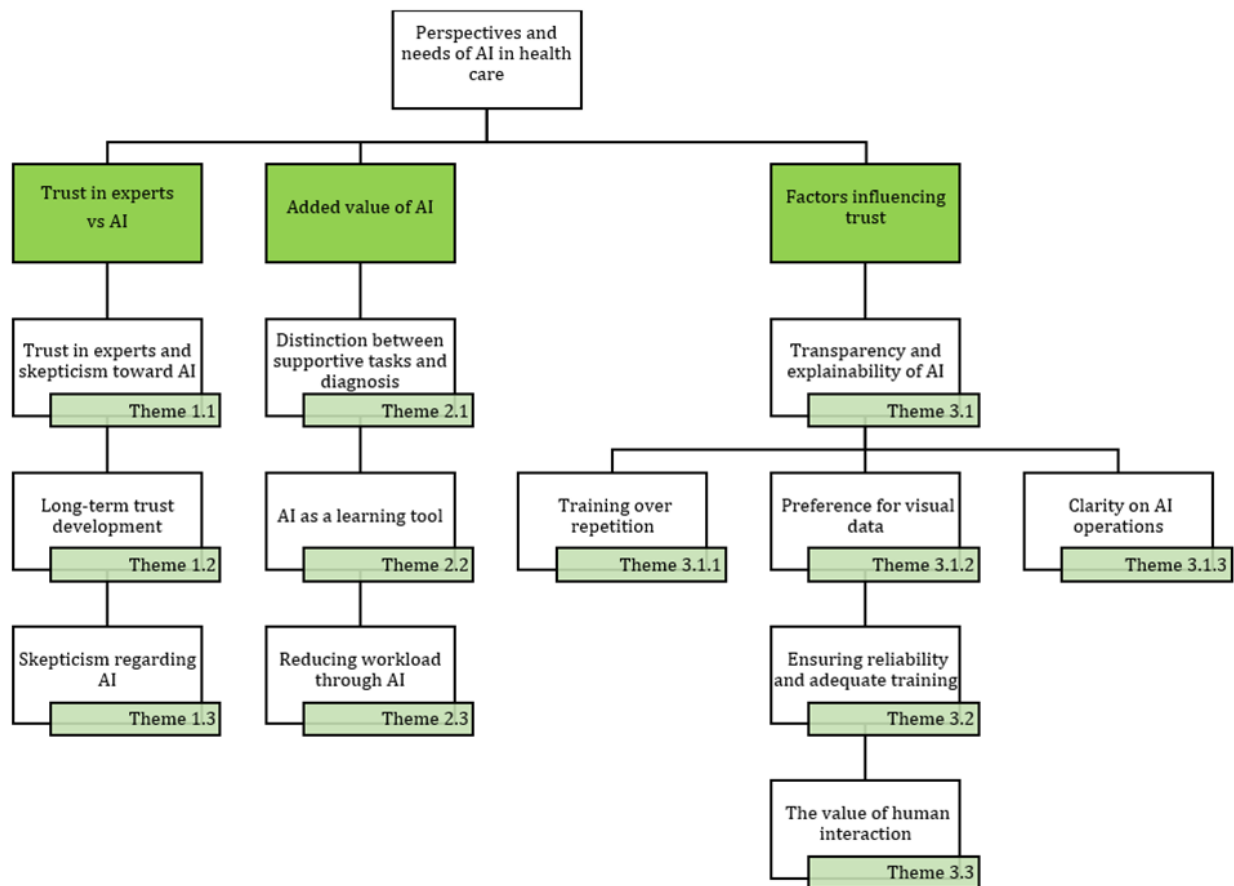 Perspectives and
needs of AI in health
care
Trust in experts
vs AI
Added value of AI
Factors influencing
trust
Trust in experts and
skepticism toward AI
Theme 1.1
Distinction between
supportive tasks and
diagnosis
Theme 2.1
Transparency and
explainability of AI
Theme 3.1
Long-term trust
development
Theme 1.2
AI as a learning tool
Theme 2.2
Training over
repetition
Theme 3.1.1
Preference for visual
data
Theme 3.1.2
Clarity on AI
operations
Theme 3.1.3
Skepticism regarding
AI
Theme 1.3
Reducing workload
through AI
Theme 2.3
Ensuring reliability
and adequate training
Theme 3.2
The value of human
interaction
Theme 3.3